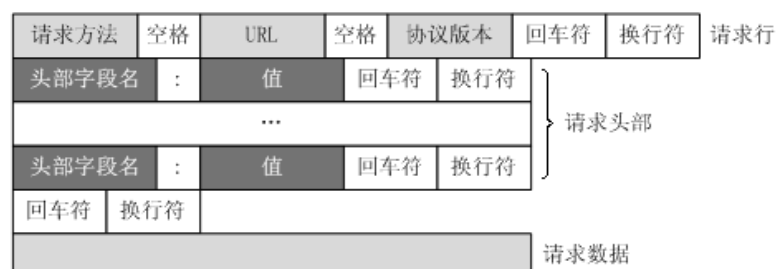 请求方法 空格 URL 空格 协议版本 回车符 换行符 请求行
头部字段名 : 值 回车符 换行符
… 请求头部
头部字段名 : 值 回车符 换行符
回车符 换行符
请求数据